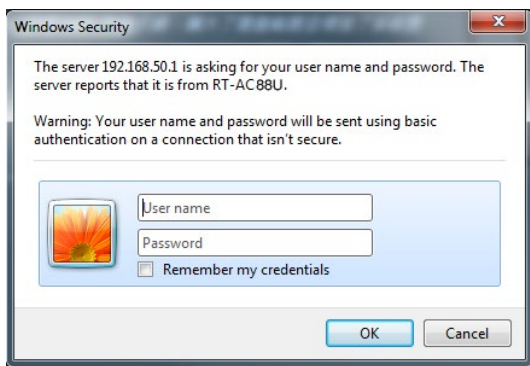 Windows Security
The server 192.168.50.1 is asking for your user name and password. The
server reports that it is from RT-AC88U.
Warning: Your user name and password will be sent using basic
authentication on a connection that isn't secure.
User name
Password
Remember my credentials
OK
Cancel